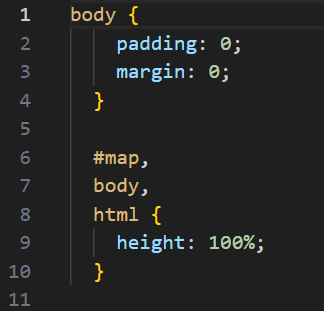 1 body {
2     padding: 0;
3     margin: 0;
4   }
5
6   #map,
7   body,
8   html {
9     height: 100%;
10   }
11